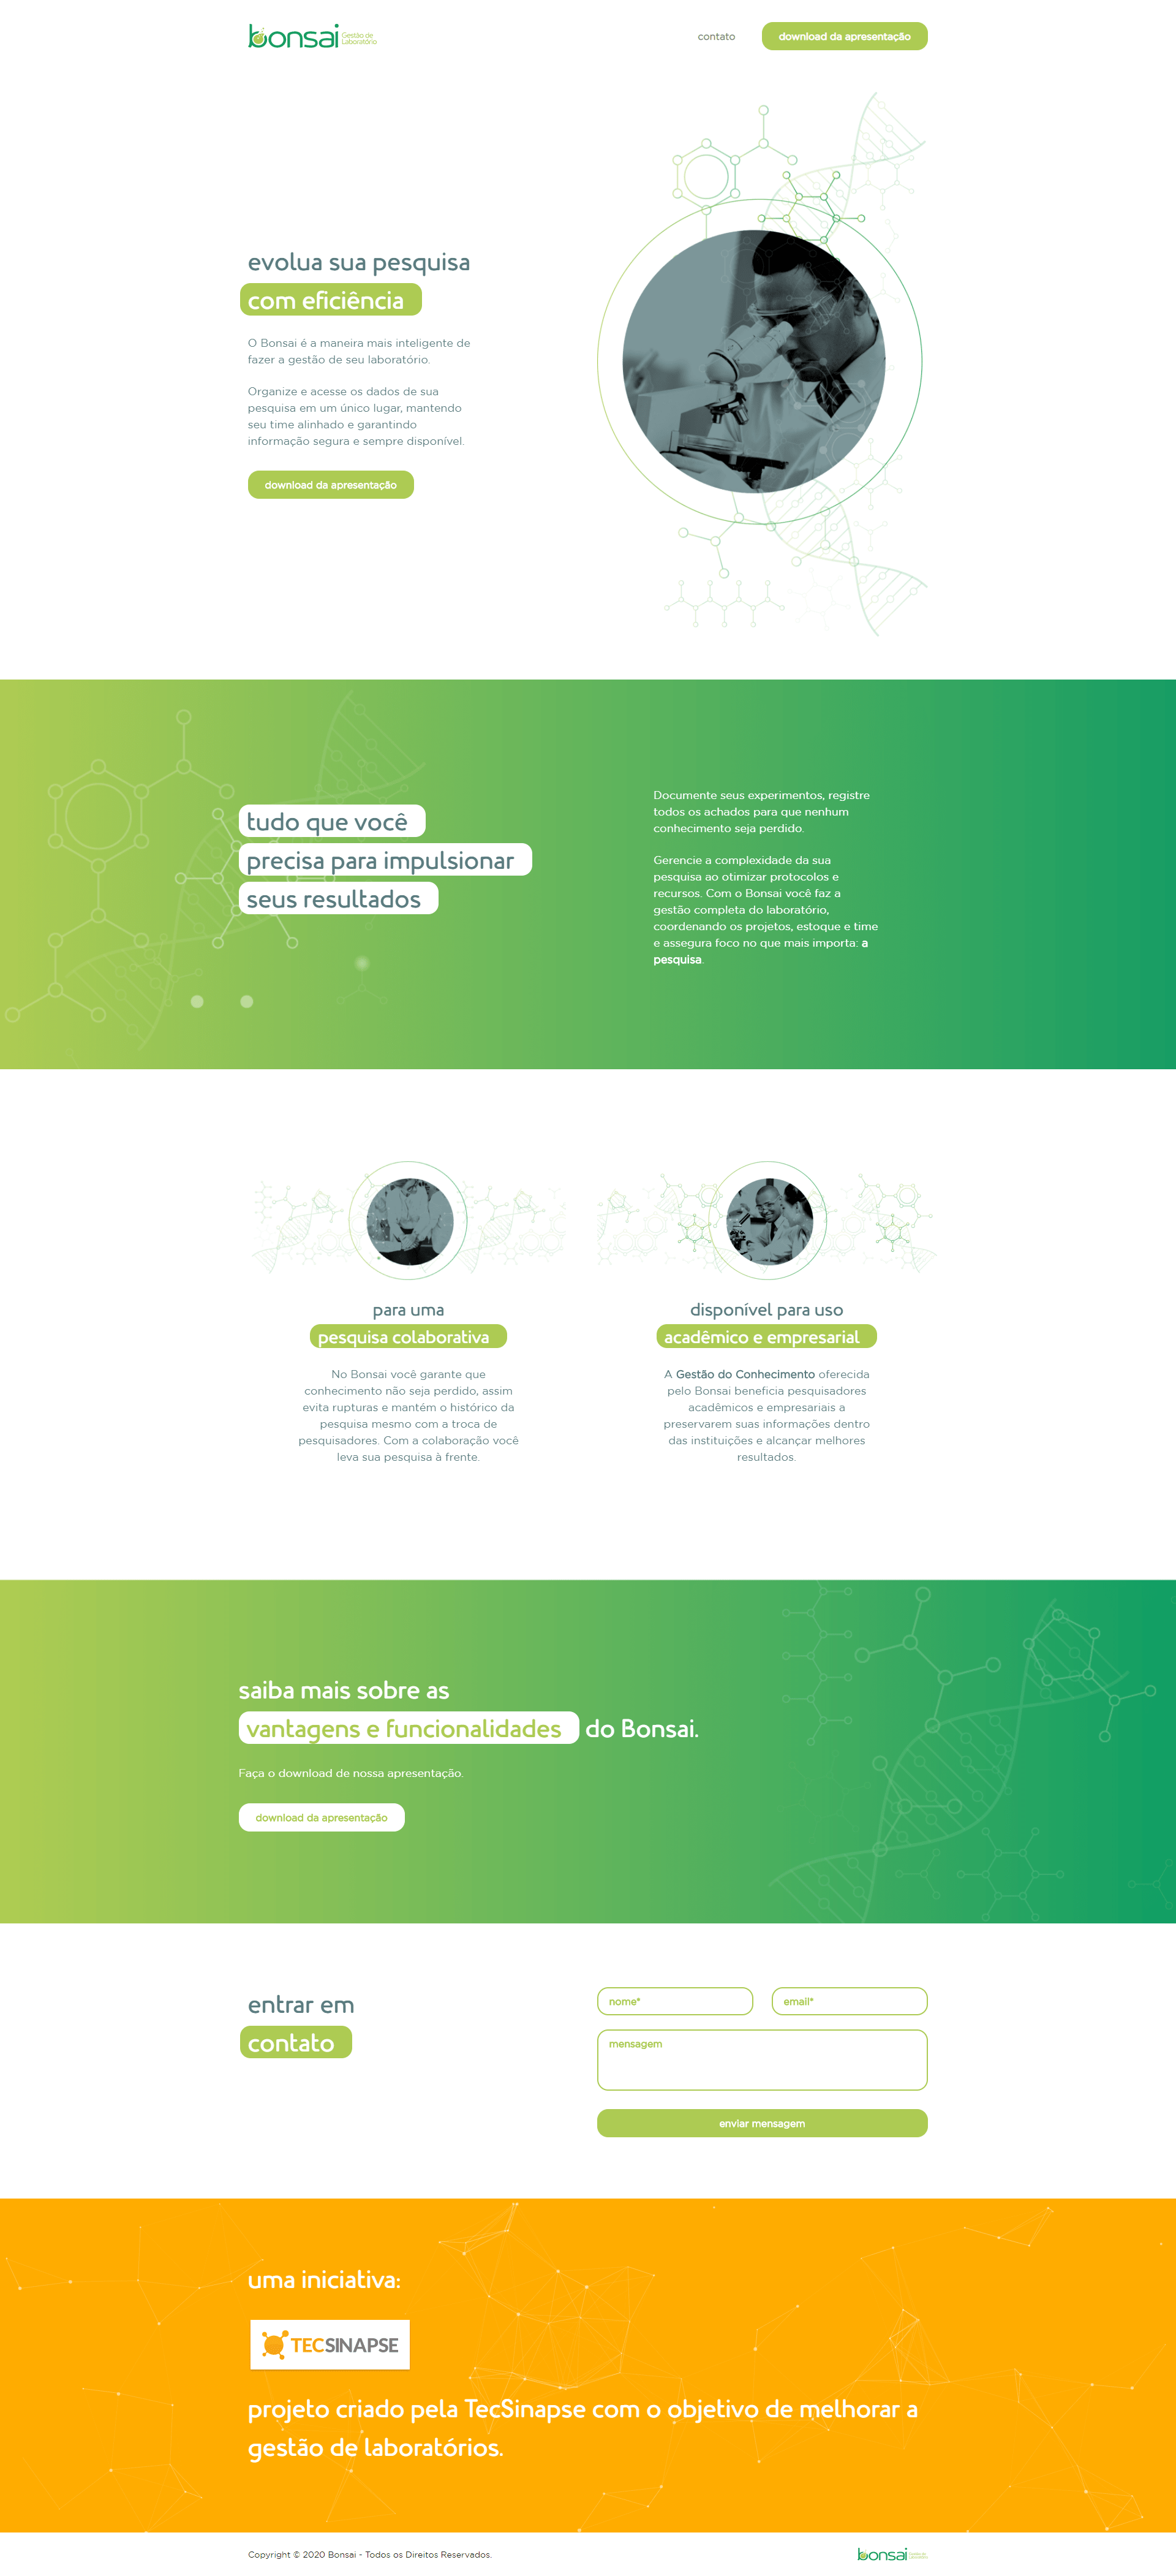 bonsai Gestão de
Laboratório
contato
download da apresentação
evolua sua pesquisa
com eficiência
O Bonsai é a maneira mais inteligente de
fazer a gestão de seu laboratório.
Organize e acesse os dados de sua
pesquisa em um único lugar, mantendo
seu time alinhado e garantindo
informação segura e sempre disponível.
download da apresentação
tudo que você
precisa para impulsionar
seus resultados
Documente seus experimentos, registre
todos os achados para que nenhum
conhecimento seja perdido.
Gerencie a complexidade da sua
pesquisa ao otimizar protocolos e
recursos. Com o Bonsai você faz a
gestão completa do laboratório,
coordenando os projetos, estoque e time
e assegura foco no que mais importa: a
pesquisa.
para uma
pesquisa colaborativa
No Bonsai você garante que
conhecimento não seja perdido, assim
evita rupturas e mantém o histórico da
pesquisa mesmo com a troca de
pesquisadores. Com a colaboração você
leva sua pesquisa à frente.
disponível para uso
acadêmico e empresarial
A Gestão do Conhecimento oferecida
pelo Bonsai beneficia pesquisadores
acadêmicos e empresariais a
preservarem suas informações dentro
das instituições e alcançar melhores
resultados.
saiba mais sobre as
vantagens e funcionalidades do Bonsai.
Faça o download de nossa apresentação.
download da apresentação
entrar em
contato
nome*
email*
mensagem
enviar mensagem
uma iniciativa:
TECSINAPSE
projeto criado pela TecSinapse com o objetivo de melhorar a
gestão de laboratórios.
Copyright © 2020 Bonsai - Todos os Direitos Reservados.
bonsai